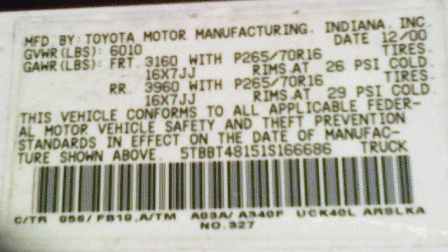 MFD. BY: TOYOTA MOTOR MANUFACTURING. INDIANA. INC.
GVWR(LBS): 6010 DATE 12/00
GAWR(LBS): FRT. 3160 WITH P265/70R16 TIRES.
16X7JJ RIMS.AT 26 PSI COLD.
RR. 3960 WITH P265/70R16 TIRES.
16X7JJ RIMS.AT 29 PSI COLD.
THIS VEHICLE CONFORMS TO ALL APPLICABLE FEDER-
AL MOTOR VEHICLE SAFETY AND THEFT PREVENTION
STANDARDS IN EFFECT ON THE DATE OF MANUFAC-
TURE SHOWN ABOVE. 5TBBT48151S166686 TRUCK
C/TR 056/FB10,A/TM A03A/A340F UCK40L ARSLKA
NO.327